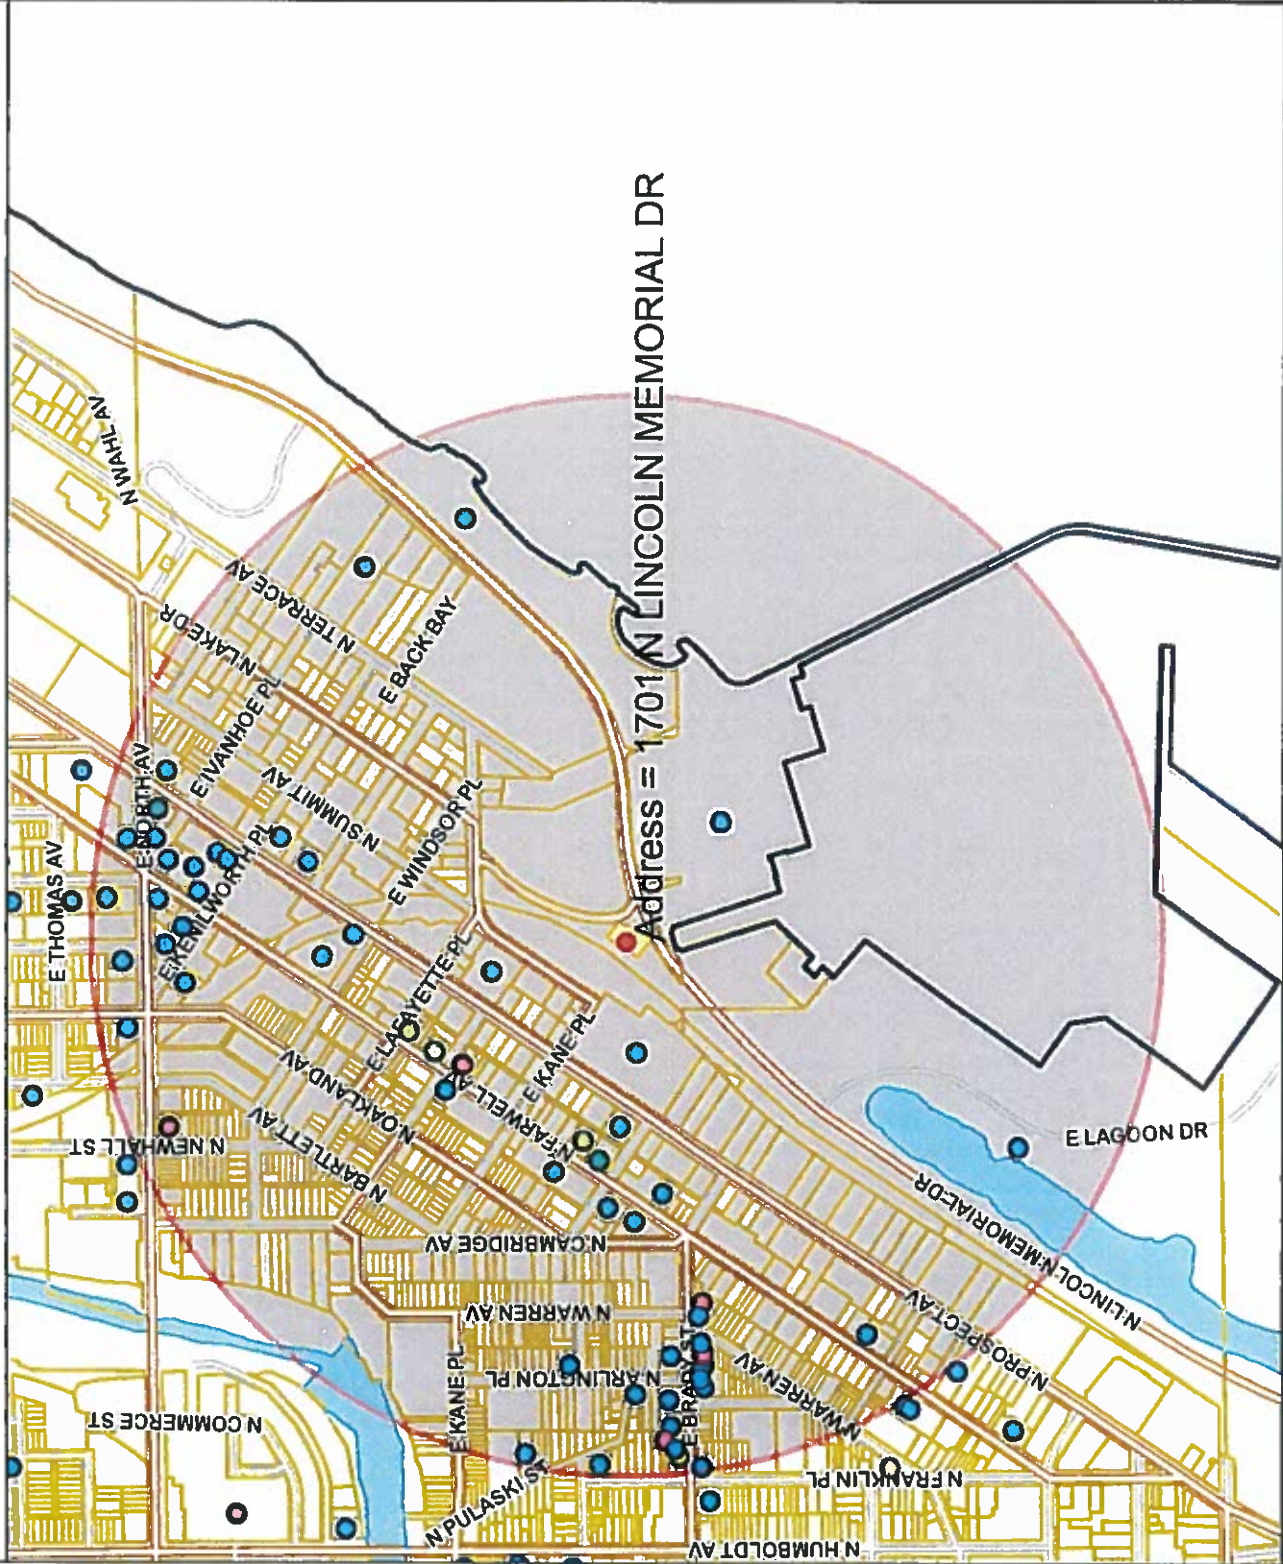 N WAHL AV
N TERRACE AV
N LAKE DR
E BACK BAY
E IVANHOE PL
E NORTH AV
N SUMMIT AV
E THOMAS AV
E KENILWORTH PL
E WINDSOR PL
Address = 1701 N LINCOLN MEMORIAL DR
E LAFAYETTE PL
E KANE PL
N OAKLAND AV
N FARWELL AV
N NEWHALL ST
N BARTLETT AV
E LAGOON DR
N CAMBRIDGE AV
N LINCOLN MEMORIAL DR
N WARREN AV
N PROSPECT AV
N ARLINGTON PL
E BRADY ST
N WARREN AV
E KANE PL
N COMMERCE ST
N PULASKI ST
N FRANKLIN PL
N HUMBOLDT AV